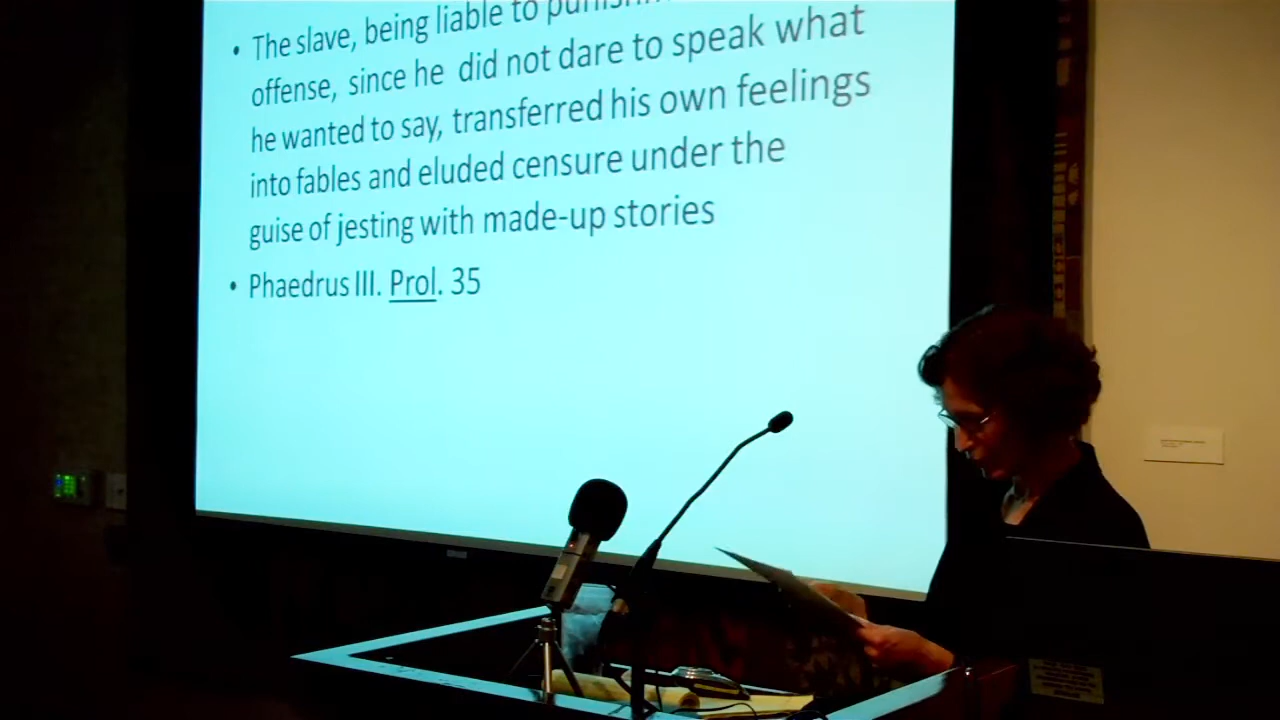 • The slave, being liable to
offense, since he did not dare to speak what
he wanted to say, transferred his own feelings
into fables and eluded censure under the
guise of jesting with made-up stories
• Phaedrus III. Prol. 35